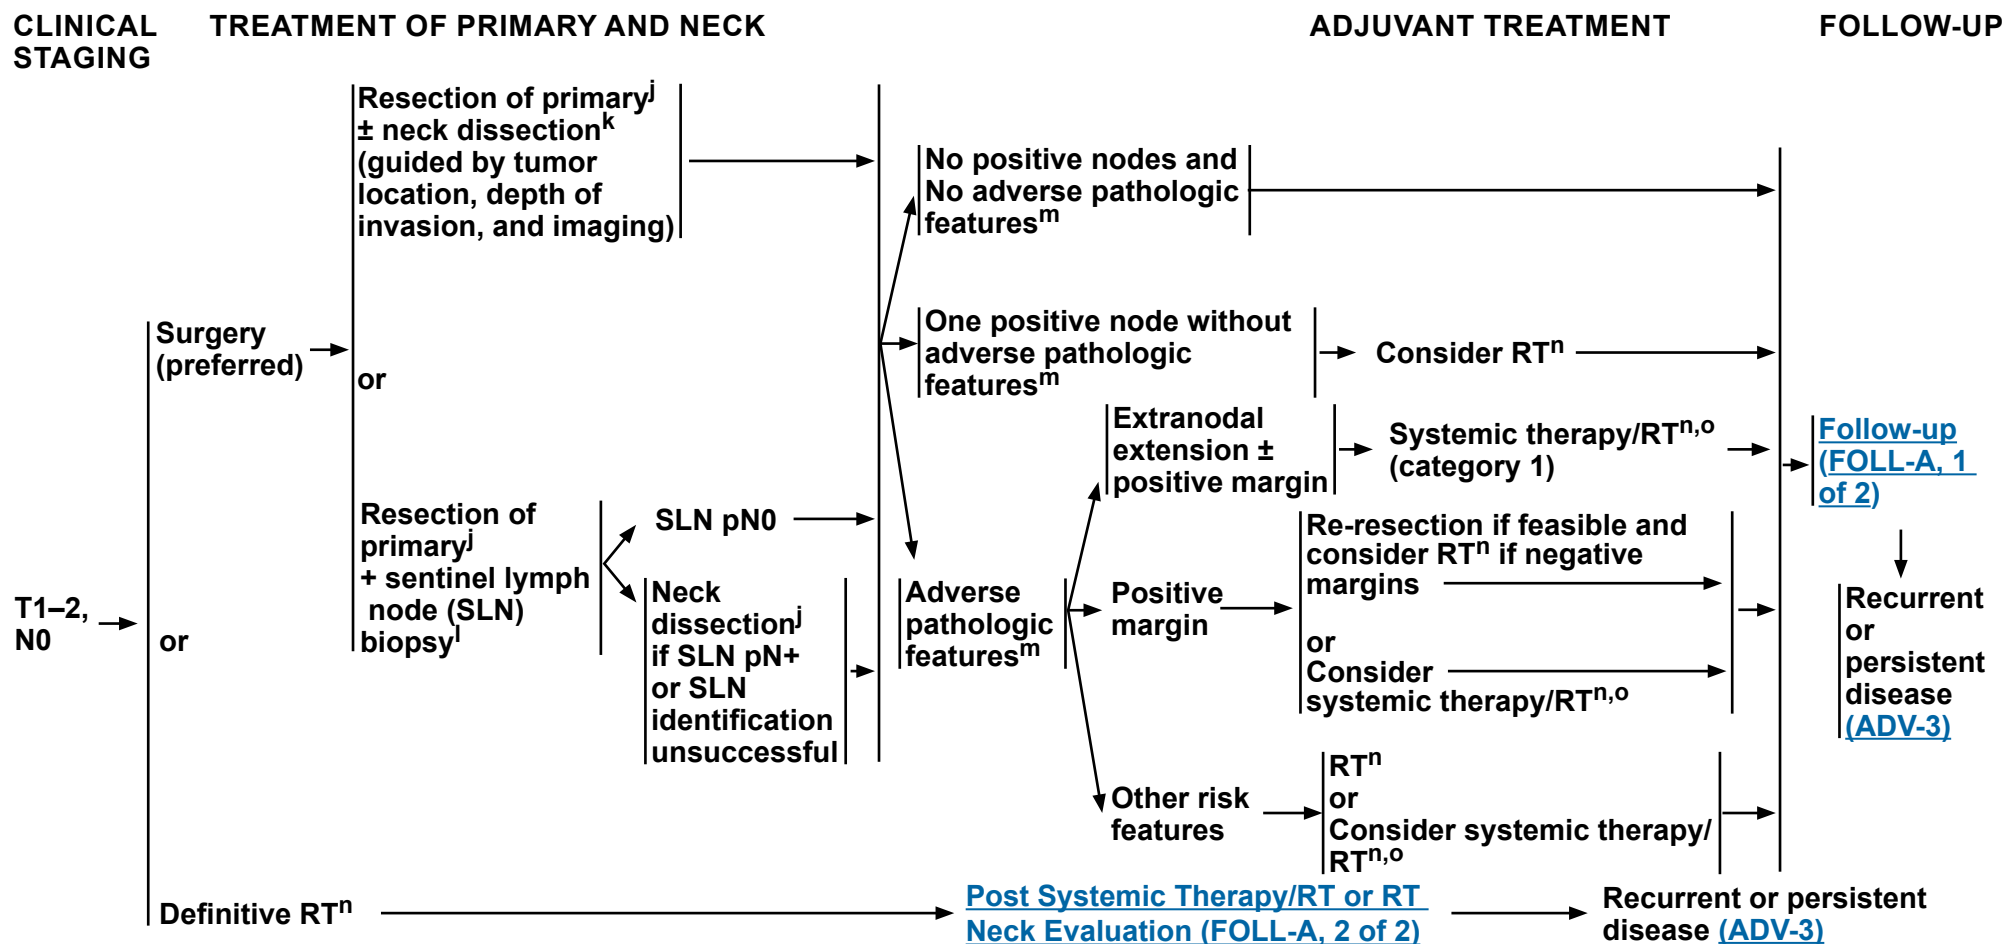 CLINICAL
STAGING
TREATMENT OF PRIMARY AND NECK
ADJUVANT TREATMENT
FOLLOW-UP
T1–2,
N0
Surgery
(preferred)
or
Definitive RTn
Resection of primaryj
± neck dissectionk
(guided by tumor
location, depth of
invasion, and imaging)
or
Resection of
primaryj
+ sentinel lymph
node (SLN)
biopsyl
SLN pN0
Neck
dissectionj
if SLN pN+
or SLN
identification
unsuccessful
No positive nodes and
No adverse pathologic
featuresm
One positive node without
adverse pathologic
featuresm
Consider RTn
Adverse
pathologic
featuresm
Extranodal
extension ±
positive margin
Systemic therapy/RTn,o
(category 1)
Positive
margin
Re-resection if feasible and
consider RTn if negative
margins
or
Consider
systemic therapy/RTn,o
Other risk
features
RTn
or
Consider systemic therapy/
RTn,o
Follow-up
(FOLL-A, 1
of 2)
Recurrent
or
persistent
disease
(ADV-3)
Post Systemic Therapy/RT or RT
Neck Evaluation (FOLL-A, 2 of 2)
Recurrent or persistent
disease (ADV-3)